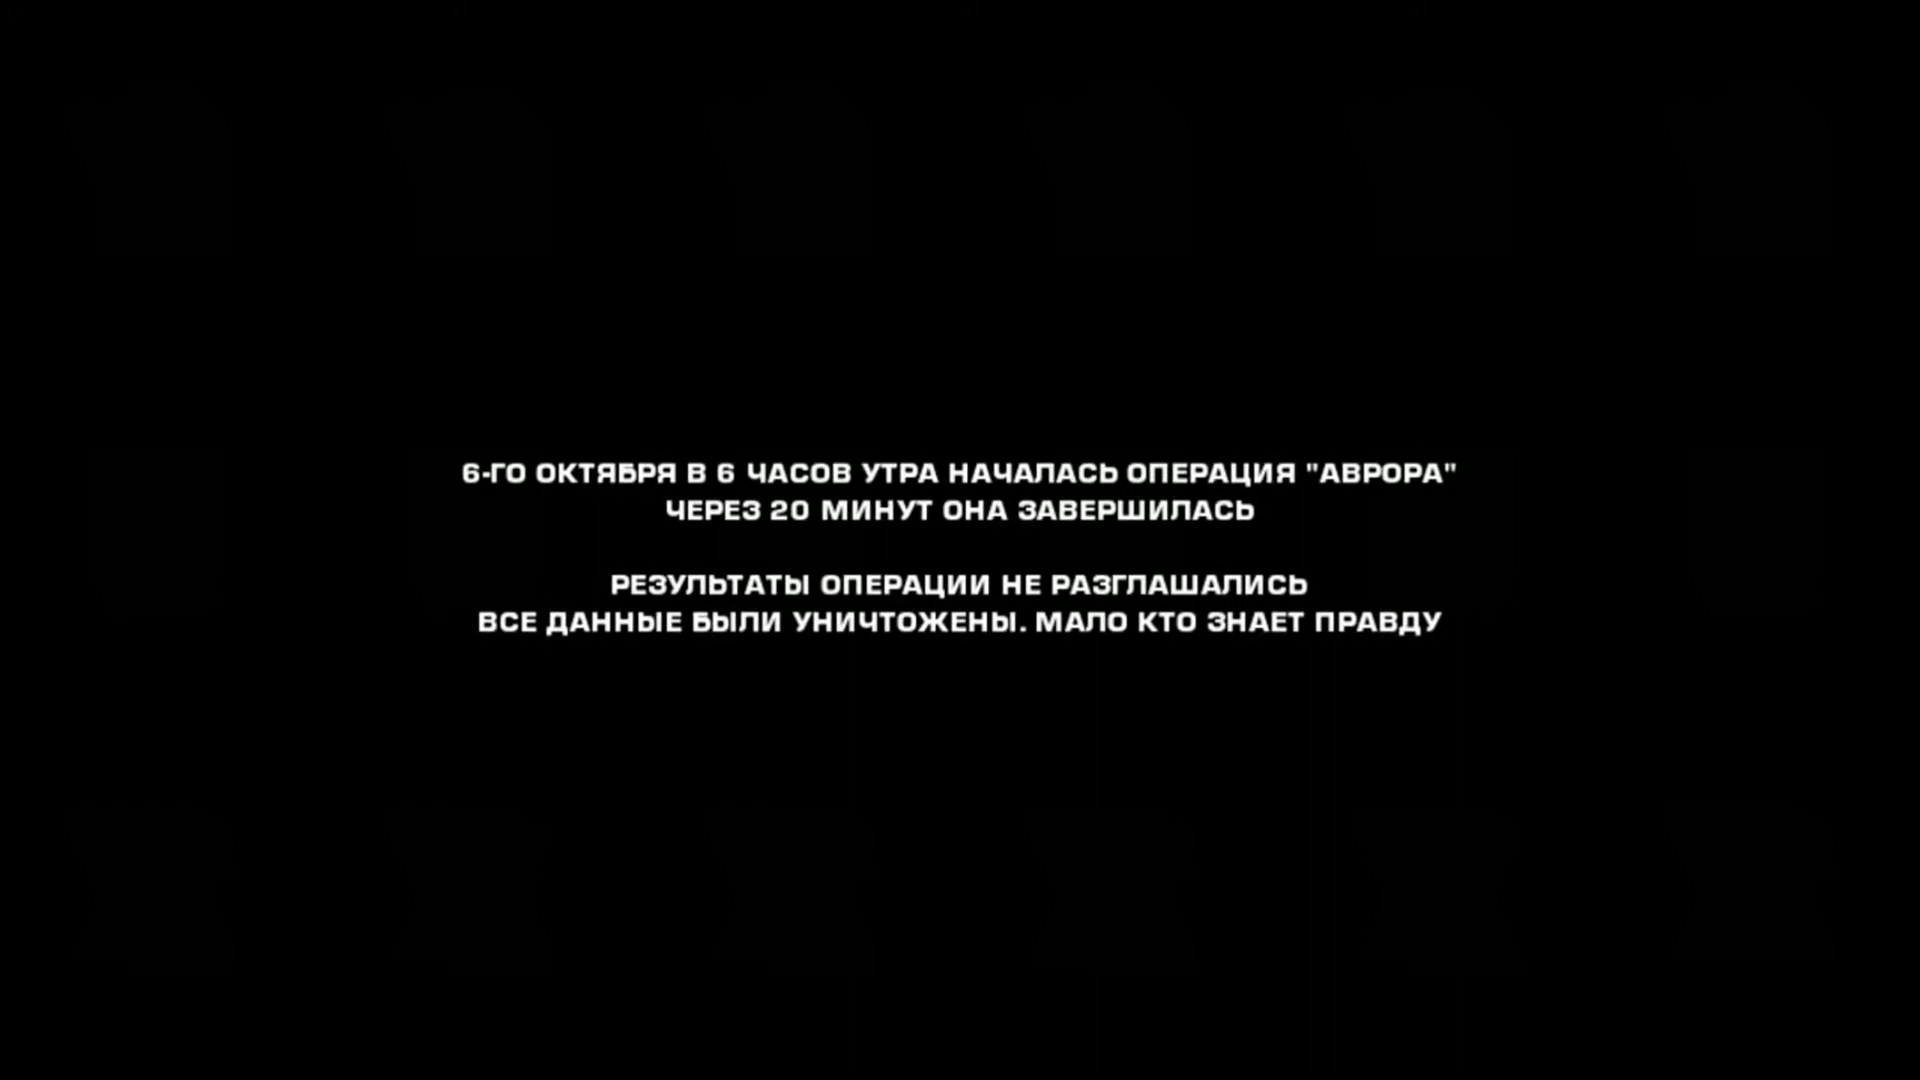 6-ГО ОКТЯБРЯ В 6 ЧАСОВ УТРА НАЧАЛАСЬ ОПЕРАЦИЯ "АВРОРА"
ЧЕРЕЗ 20 МИНУТ ОНА ЗАВЕРШИЛАСЬ
РЕЗУЛЬТАТЫ ОПЕРАЦИИ НЕ РАЗГЛАШАЛИСЬ
ВСЕ ДАННЫЕ БЫЛИ УНИЧТОЖЕНЫ. МАЛО КТО ЗНАЕТ ПРАВДУ